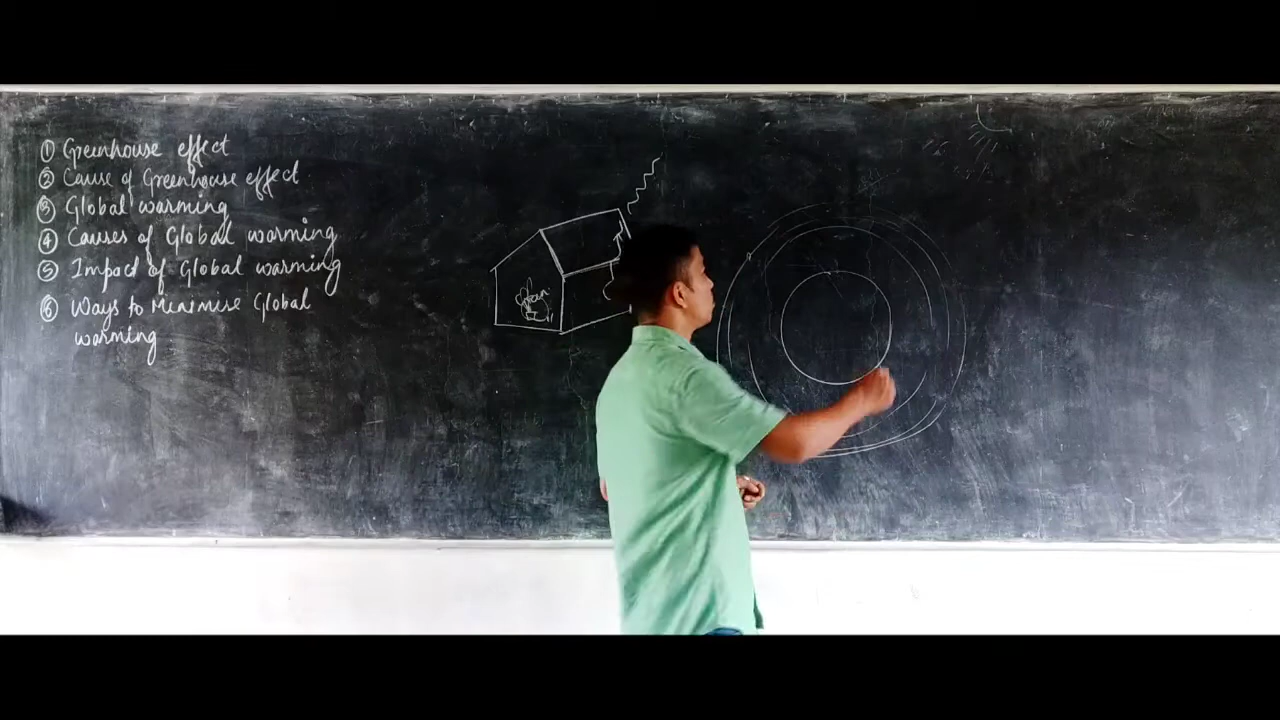 ① Greenhouse effect
② Cause of Greenhouse effect
③ Global warming
④ Causes of Global warming
⑤ Impact of Global warming
⑥ Ways to Minimise Global
warming